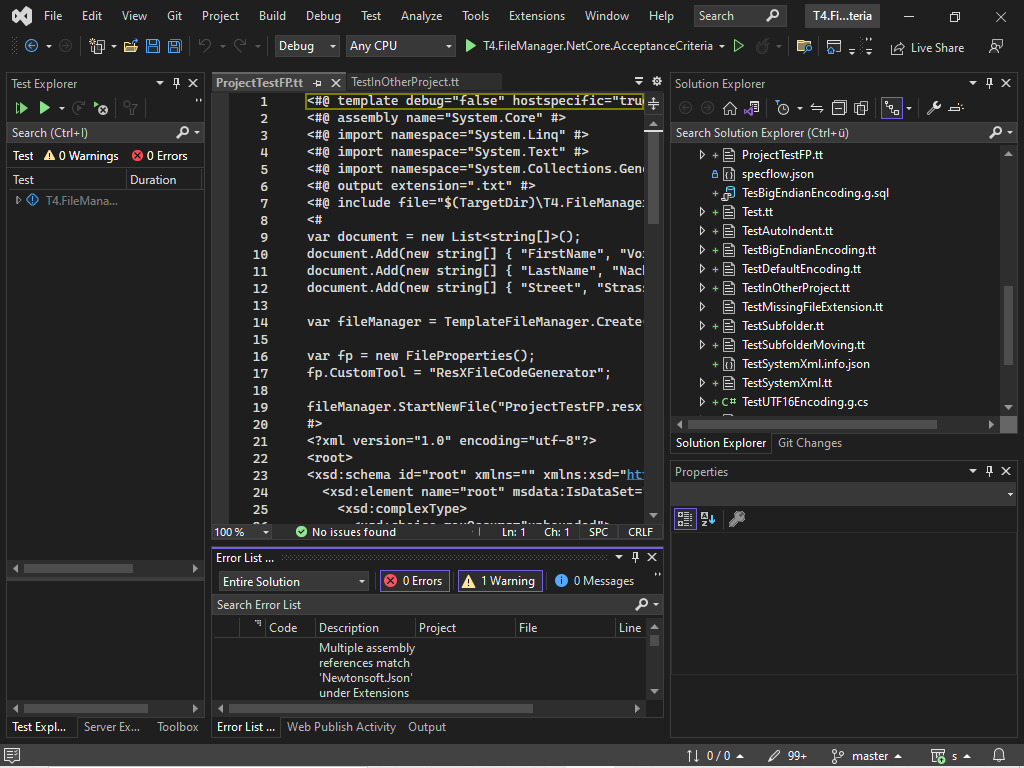 File Edit View Git Project Build Debug Test Analyze Tools Extensions Window Help Search T4.Fi...teria
Debug Any CPU T4.FileManager.NetCore.AcceptanceCriteria Live Share
Test Explorer
Search (Ctrl+I)
Test 0 Warnings 0 Errors
Test Duration
T4.FileMana...
Test Expl... Server Ex... Toolbox
ProjectTestFP.tt TestInOtherProject.tt
1 <#@ template debug="false" hostspecific="tru
2 <#@ assembly name="System.Core" #>
3 <#@ import namespace="System.Linq" #>
4 <#@ import namespace="System.Text" #>
5 <#@ import namespace="System.Collections.Gene
6 <#@ output extension=".txt" #>
7 <#@ include file="$(TargetDir)\T4.FileManage
8 <#
9 var document = new List<string[]>();
10 document.Add(new string[] { "FirstName", "Vo
11 document.Add(new string[] { "LastName", "Nacl
12 document.Add(new string[] { "Street", "Stras
13
14 var fileManager = TemplateFileManager.Create
15
16 var fp = new FileProperties();
17 fp.CustomTool = "ResXFileCodeGenerator";
18
19 fileManager.StartNewFile("ProjectTestFP.resx
20 #>
21 <?xml version="1.0" encoding="utf-8"?>
22 <root>
23 <xsd:schema id="root" xmlns="" xmlns:xsd="htt
24 <xsd:element name="root" msdata:IsDataSet=
25 <xsd:complexType>
100 % No issues found Ln: 1 Ch: 1 SPC CRLF
Error List ...
Entire Solution 0 Errors 1 Warning 0 Messages
Search Error List
Code Description Project File Line
Multiple assembly
references match
'Newtonsoft.Json'
under Extensions
Error List ... Web Publish Activity Output
Solution Explorer
Search Solution Explorer (Ctrl+ü)
ProjectTestFP.tt
specflow.json
TesBigEndianEncoding.g.sql
Test.tt
TestAutoIndent.tt
TestBigEndianEncoding.tt
TestDefaultEncoding.tt
TestInOtherProject.tt
TestMissingFileExtension.tt
TestSubfolder.tt
TestSubfolderMoving.tt
TestSystemXml.info.json
TestSystemXml.tt
C# TestUTF16Encoding.g.cs
Solution Explorer Git Changes
Properties
0 / 0 99+ master s